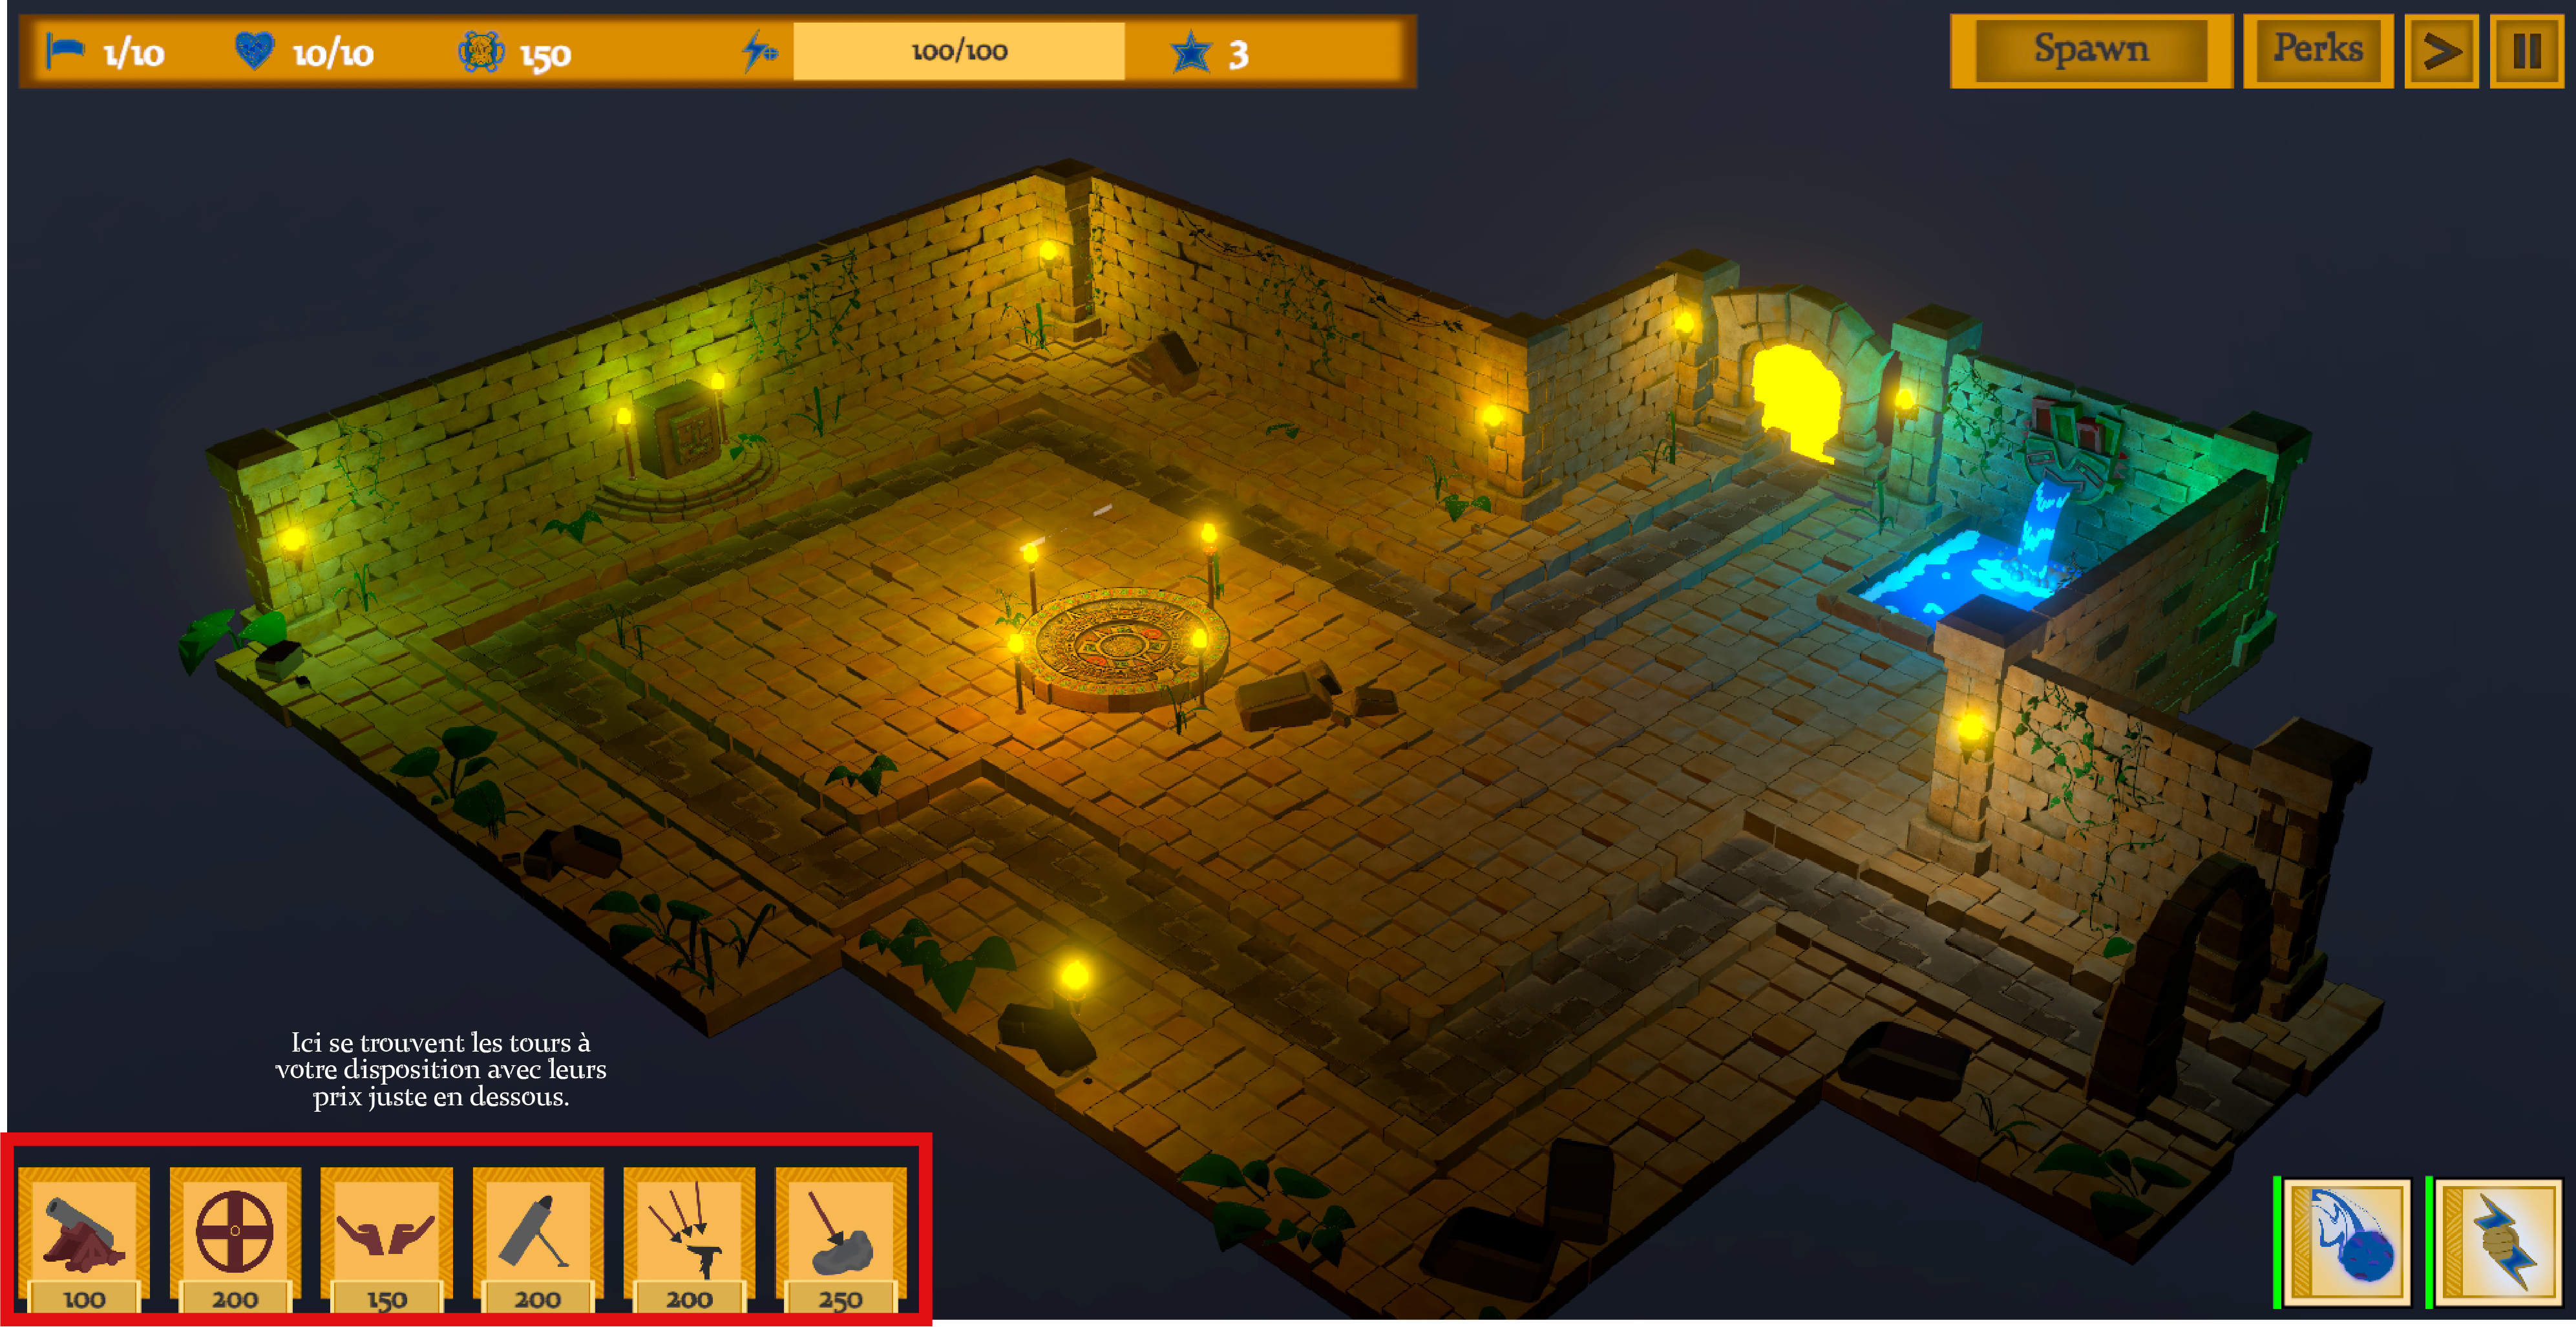 1/10 10/10 150 100/100 3 Spawn Perks > II
Ici se trouvent les tours à
votre disposition avec leurs
prix juste en dessous.
100 200 150 200 200 250